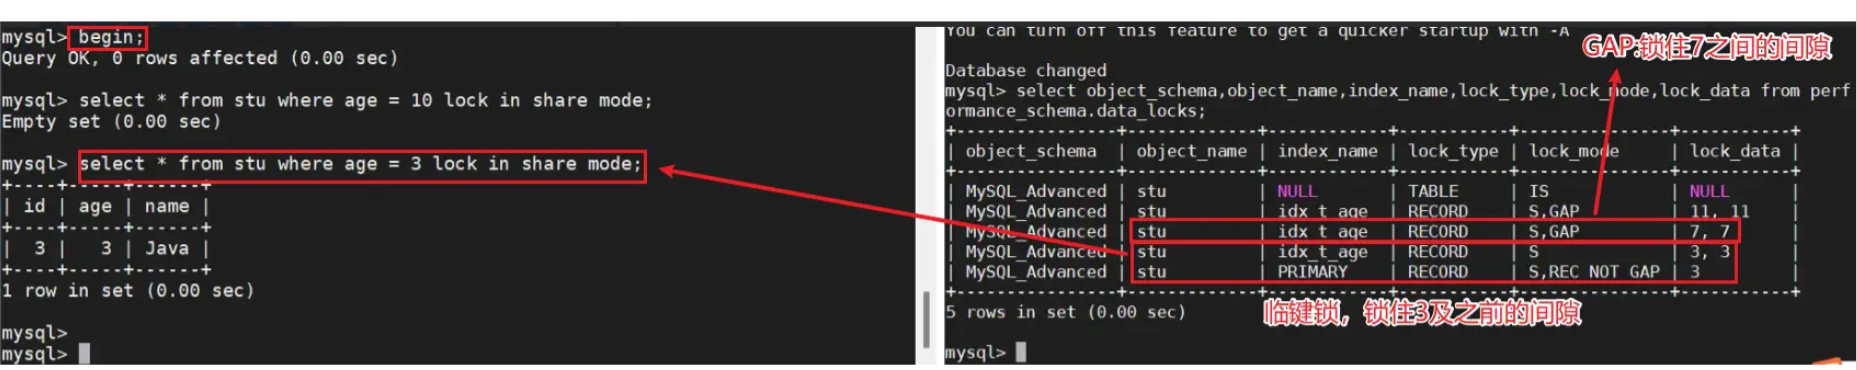 mysql> begin;
Query OK, 0 rows affected (0.00 sec)
mysql> select * from stu where age = 10 lock in share mode;
Empty set (0.00 sec)
mysql> select * from stu where age = 3 lock in share mode;
+----+-----+------+
| id | age | name |
+----+-----+------+
| 3 | 3 | Java |
+----+-----+------+
1 row in set (0.00 sec)
mysql>
mysql>
You can turn off this feature to get a quicker startup with -A
GAP:锁住7之间的间隙
Database changed
mysql> select object_schema,object_name,index_name,lock_type,lock_mode,lock_data from perf
ormance_schema.data_locks;
+----------------+-------------+------------+-----------+---------------+-----------+
| object_schema | object_name | index_name | lock_type | lock_mode | lock_data |
+----------------+-------------+------------+-----------+---------------+-----------+
| MySQL_Advanced | stu | NULL | TABLE | IS | NULL |
| MySQL_Advanced | stu | idx_t_age | RECORD | S,GAP | 11, 11 |
| MySQL_Advanced | stu | idx_t_age | RECORD | S,GAP | 7, 7 |
| MySQL_Advanced | stu | idx_t_age | RECORD | S | 3, 3 |
| MySQL_Advanced | stu | PRIMARY | RECORD | S,REC_NOT_GAP | 3 |
+----------------+-------------+------------+-----------+---------------+-----------+
5 rows in set (0.00 sec)
临键锁，锁住3及之前的间隙
mysql>